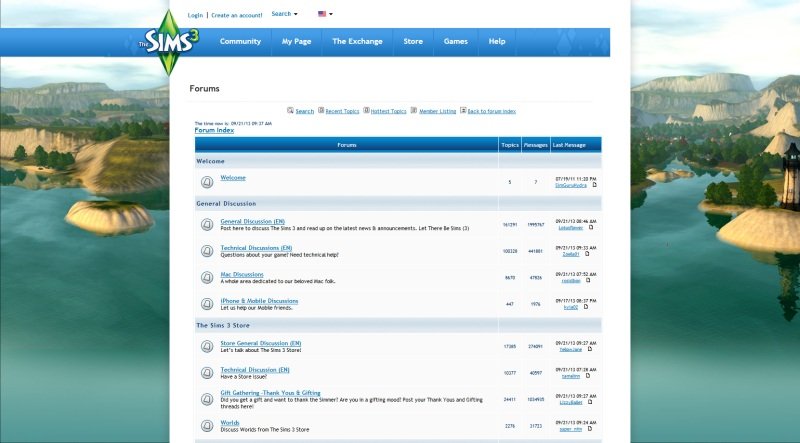 Login | Create an account! Search
The SIMS 3
Community My Page The Exchange Store Games Help
Forums
Search Recent Topics Hottest Topics Member Listing Back to forum index
The time now is: 09/21/13 09:37 AM
Forum Index
Forums Topics Messages Last Message
Welcome
Welcome 5 7 07/19/11 11:33 PM
SimGuruHydra
General Discussion
General Discussion (EN) 09/21/13 08:46 AM
Post here to discuss The Sims 3 and read up on the latest news & announcements. Let There Be Sims (3) 161291 1995767
Technical Discussions (EN) 09/21/13 09:33 AM
Questions about your game? Need technical help? 100328 441881
Mac Discussions 09/21/13 07:52 AM
A whole area dedicated to our beloved Mac folk. 8670 47826
iPhone & Mobile Discussions 09/17/13 08:37 PM
Let us help our Mobile friends. 447 1976
The Sims 3 Store
Store General Discussion (EN) 09/21/13 09:27 AM
Let's talk about The Sims 3 Store! 17385 276091
Technical Discussion (EN) 09/21/13 07:28 AM
Have a Store issue? 10377 40597
Gift Gathering -Thank Yous & Gifting 09/21/13 09:27 AM
Did you get a gift and want to thank the Simmer? Are you in a gifting mood? Post your Thank Yous and Gifting 24411 1034935
threads here!
Worlds 09/21/13 09:24 AM
Discuss Worlds from The Sims 3 Store 2276 31723